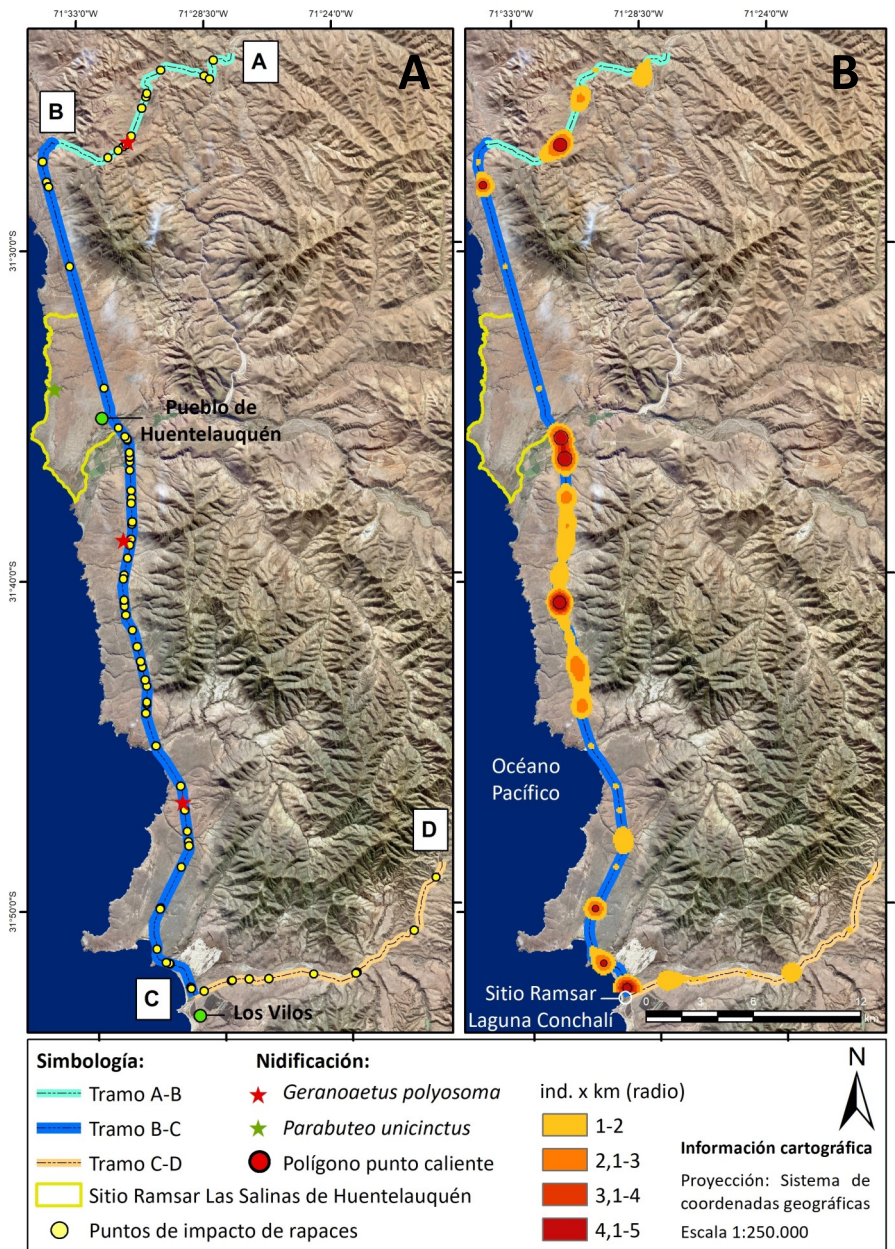 71°33'0"O 71°28'0"O 71°24'0"O
71°33'0"O 71°28'0"O 71°24'0"O
A
A
B
B
31°30'0"S
Pueblo de
Huentelauquén
31°40'0"S
D
31°50'0"S
C
Los Vilos
Océano
Pacífico
Sitio Ramsar
Laguna Conchalí
0 3 6 12
km
Simbología:
Tramo A-B
Tramo B-C
Tramo C-D
Sitio Ramsar Las Salinas de Huentelauquén
Puntos de impacto de rapaces
Nidificación:
Geranoaetus polyosoma
Parabuteo unicinctus
Polígono punto caliente
ind. x km (radio)
1-2
2,1-3
3,1-4
4,1-5
N
Información cartográfica
Proyección: Sistema de
coordenadas geográficas
Escala 1:250.000